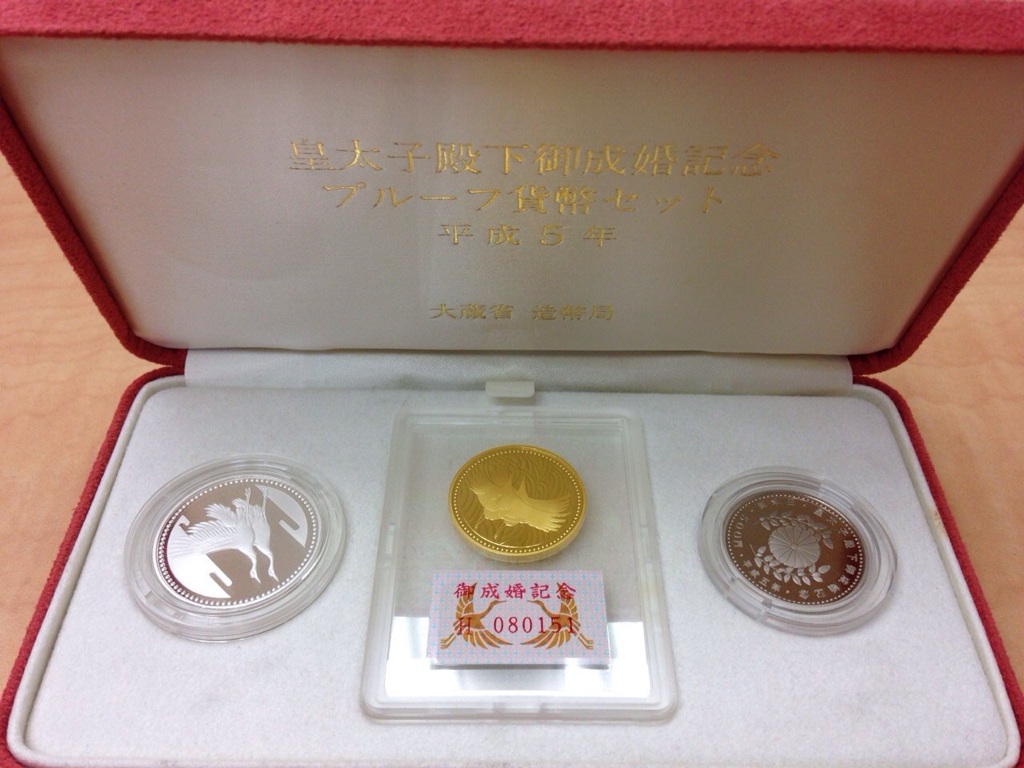 皇太子殿下御成婚記念
プルーフ貨幣セット
平成5年
大蔵省 造幣局
御成婚記念
H 080151